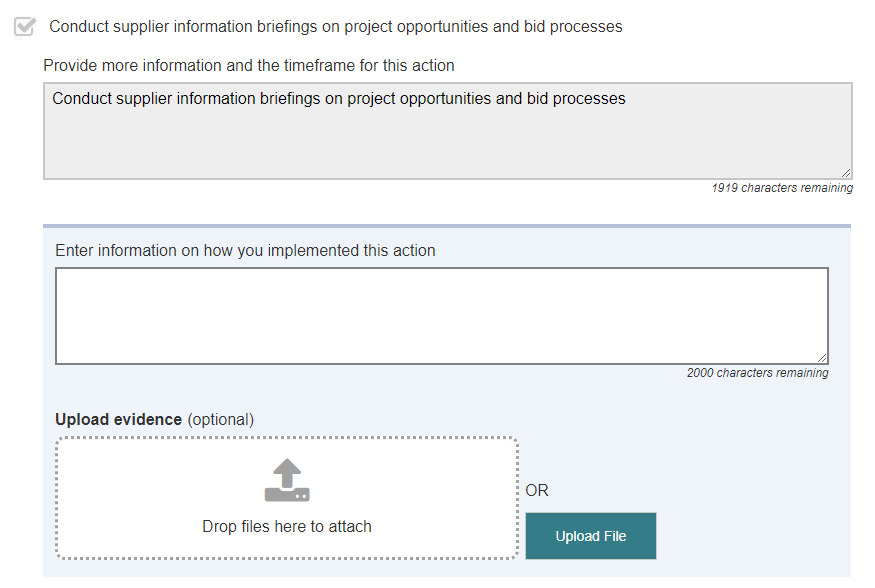 Conduct supplier information briefings on project opportunities and bid processes
Provide more information and the timeframe for this action
Conduct supplier information briefings on project opportunities and bid processes
1919 characters remaining
Enter information on how you implemented this action
2000 characters remaining
Upload evidence (optional)
Drop files here to attach
OR
Upload File